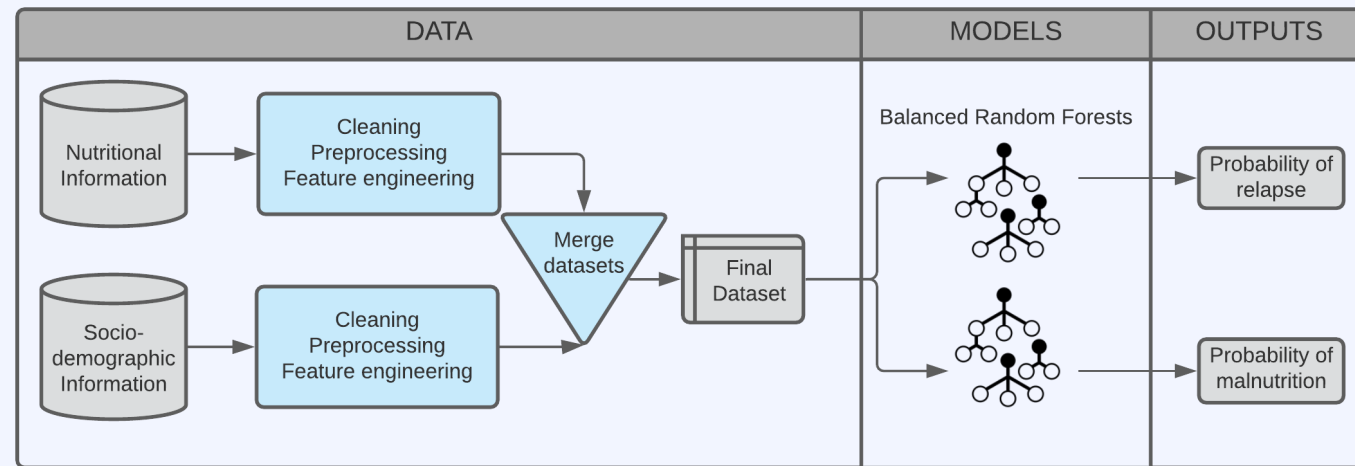 DATA
MODELS
OUTPUTS
Nutritional
Information
Cleaning
Preprocessing
Feature engineering
Socio-
demographic
Information
Cleaning
Preprocessing
Feature engineering
Merge
datasets
Final
Dataset
Balanced Random Forests
Probability of
relapse
Probability of
malnutrition